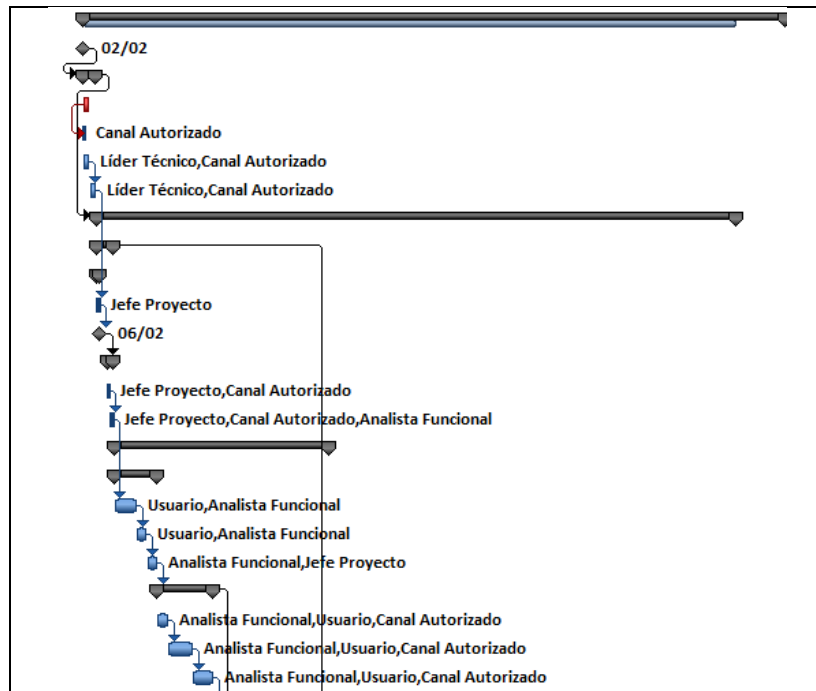 02/02
Canal Autorizado
Líder Técnico,Canal Autorizado
Líder Técnico,Canal Autorizado
Jefe Proyecto
06/02
Jefe Proyecto,Canal Autorizado
Jefe Proyecto,Canal Autorizado,Analista Funcional
Usuario,Analista Funcional
Usuario,Analista Funcional
Analista Funcional,Jefe Proyecto
Analista Funcional,Usuario,Canal Autorizado
Analista Funcional,Usuario,Canal Autorizado
Analista Funcional,Usuario,Canal Autorizado